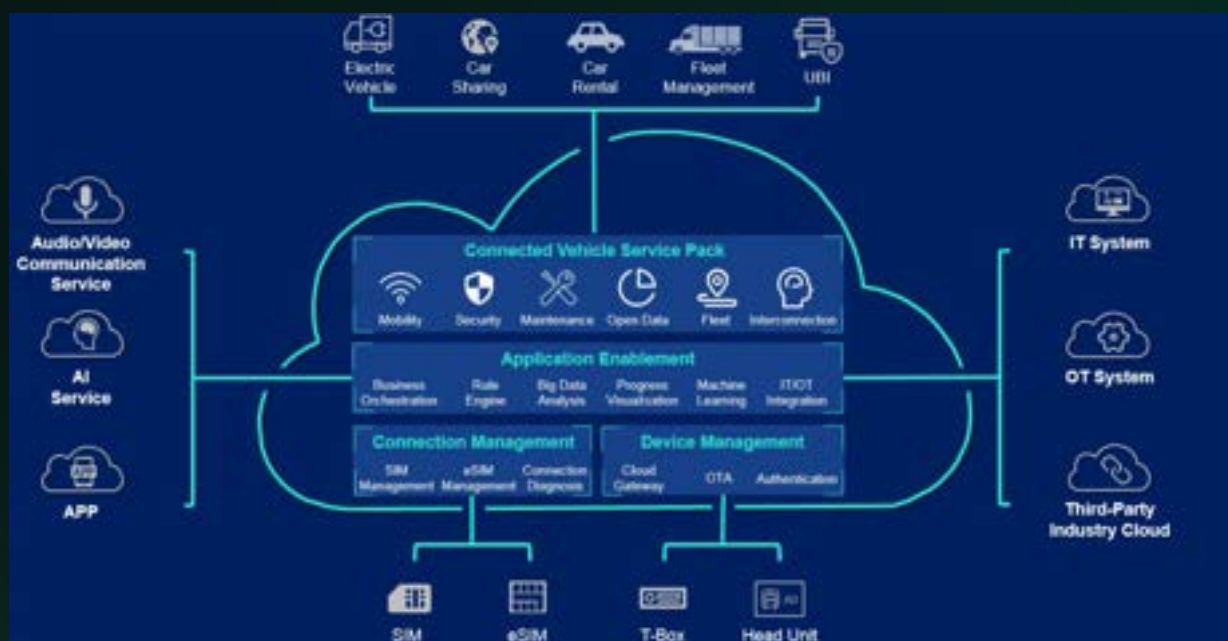 Electric
Vehicle
Car
Sharing
Car
Rental
Fleet
Management
UBI
Audio/Video
Communication
Service
AI
Service
APP
Connected Vehicle Service Pack
Mobility
Security
Maintenance
Open Data
Fleet
Interconnection
Application Enablement
Business
Orchestration
Rule
Engine
Big Data
Analysis
Progress
Visualization
Machine
Learning
IT/OT
Integration
Connection Management
SIM
Management
eSIM
Management
Connection
Diagnosis
Device Management
Cloud
Gateway
OTA
Authentication
IT System
OT System
Third-Party
Industry Cloud
SIM
eSIM
T-Box
Head Unit